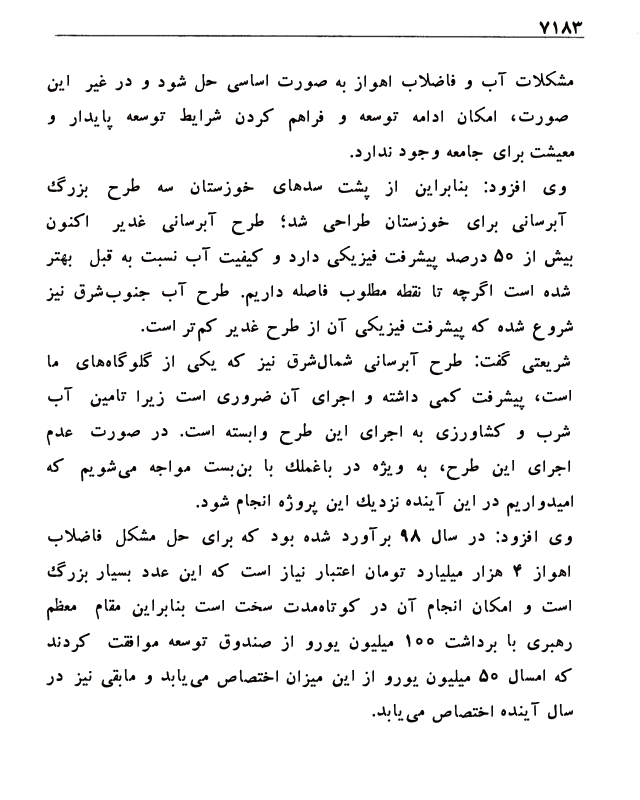 ۷۱۸۳
مشکلات آب و فاضلاب اهواز به صورت اساسی حل شود و در غیر این
صورت، امکان ادامه توسعه و فراهم کردن شرایط توسعه پایدار و
معیشت برای جامعه وجود ندارد.
وی افزود: بنابراین از پشت سدهای خوزستان سه طرح بزرگ
آبرسانی برای خوزستان طراحی شد؛ طرح آبرسانی غدیر اکنون
بیش از ۵۰ درصد پیشرفت فیزیکی دارد و کیفیت آب نسبت به قبل بهتر
شده است اگرچه تا نقطه مطلوب فاصله داریم. طرح آب جنوب‌شرق نیز
شروع شده که پیشرفت فیزیکی آن از طرح غدیر کم‌تر است.
شریعتی گفت: طرح آبرسانی شمال‌شرق نیز که یکی از گلوگاه‌های ما
است، پیشرفت کمی داشته و اجرای آن ضروری است زیرا تامین آب
شرب و کشاورزی به اجرای این طرح وابسته است. در صورت عدم
اجرای این طرح، به ویژه در باغملک با بن‌بست مواجه می‌شویم که
امیدواریم در این آینده نزدیک این پروژه انجام شود.
وی افزود: در سال ۹۸ برآورد شده بود که برای حل مشکل فاضلاب
اهواز ۴ هزار میلیارد تومان اعتبار نیاز است که این عدد بسیار بزرگ
است و امکان انجام آن در کوتاه‌مدت سخت است بنابراین مقام معظم
رهبری با برداشت ۱۰۰ میلیون یورو از صندوق توسعه موافقت کردند
که امسال ۵۰ میلیون یورو از این میزان اختصاص می‌یابد و مابقی نیز در
سال آینده اختصاص می‌یابد.